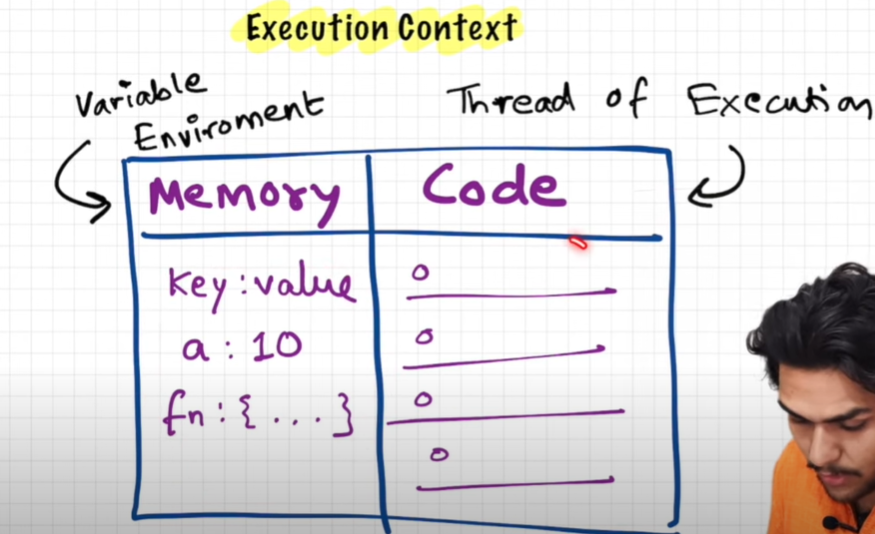 Execution Context
Variable
Enviroment
Thread of Execution
Memory
Code
key : value
a : 10
fn : { ... }